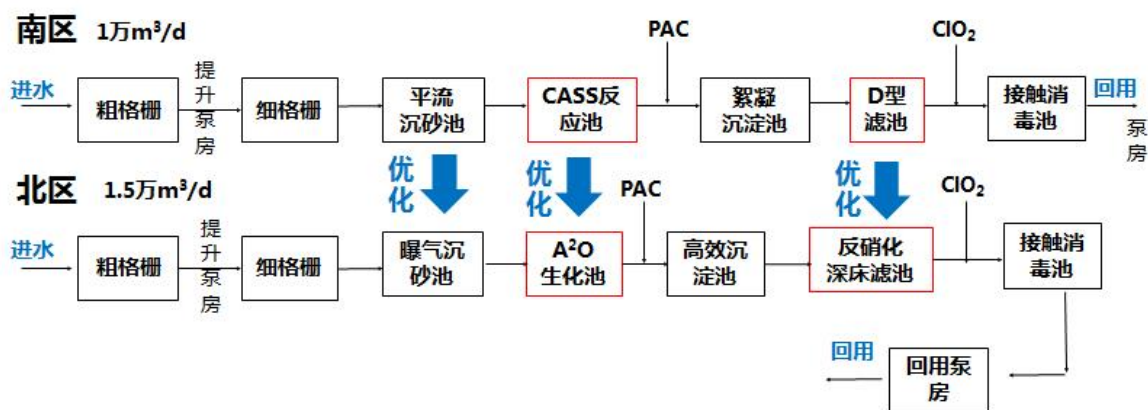 南区 1万m³/d
PAC
ClO₂
进水
粗格栅
提升泵房
细格栅
平流
沉砂池
CASS反
应池
絮凝
沉淀池
D型
滤池
接触消
毒池
回用
泵房
优化
优化
优化
北区 1.5万m³/d
PAC
ClO₂
进水
粗格栅
提升泵房
细格栅
曝气沉
砂池
A²O
生化池
高效沉
淀池
反硝化
深床滤池
接触消
毒池
回用
回用泵
房